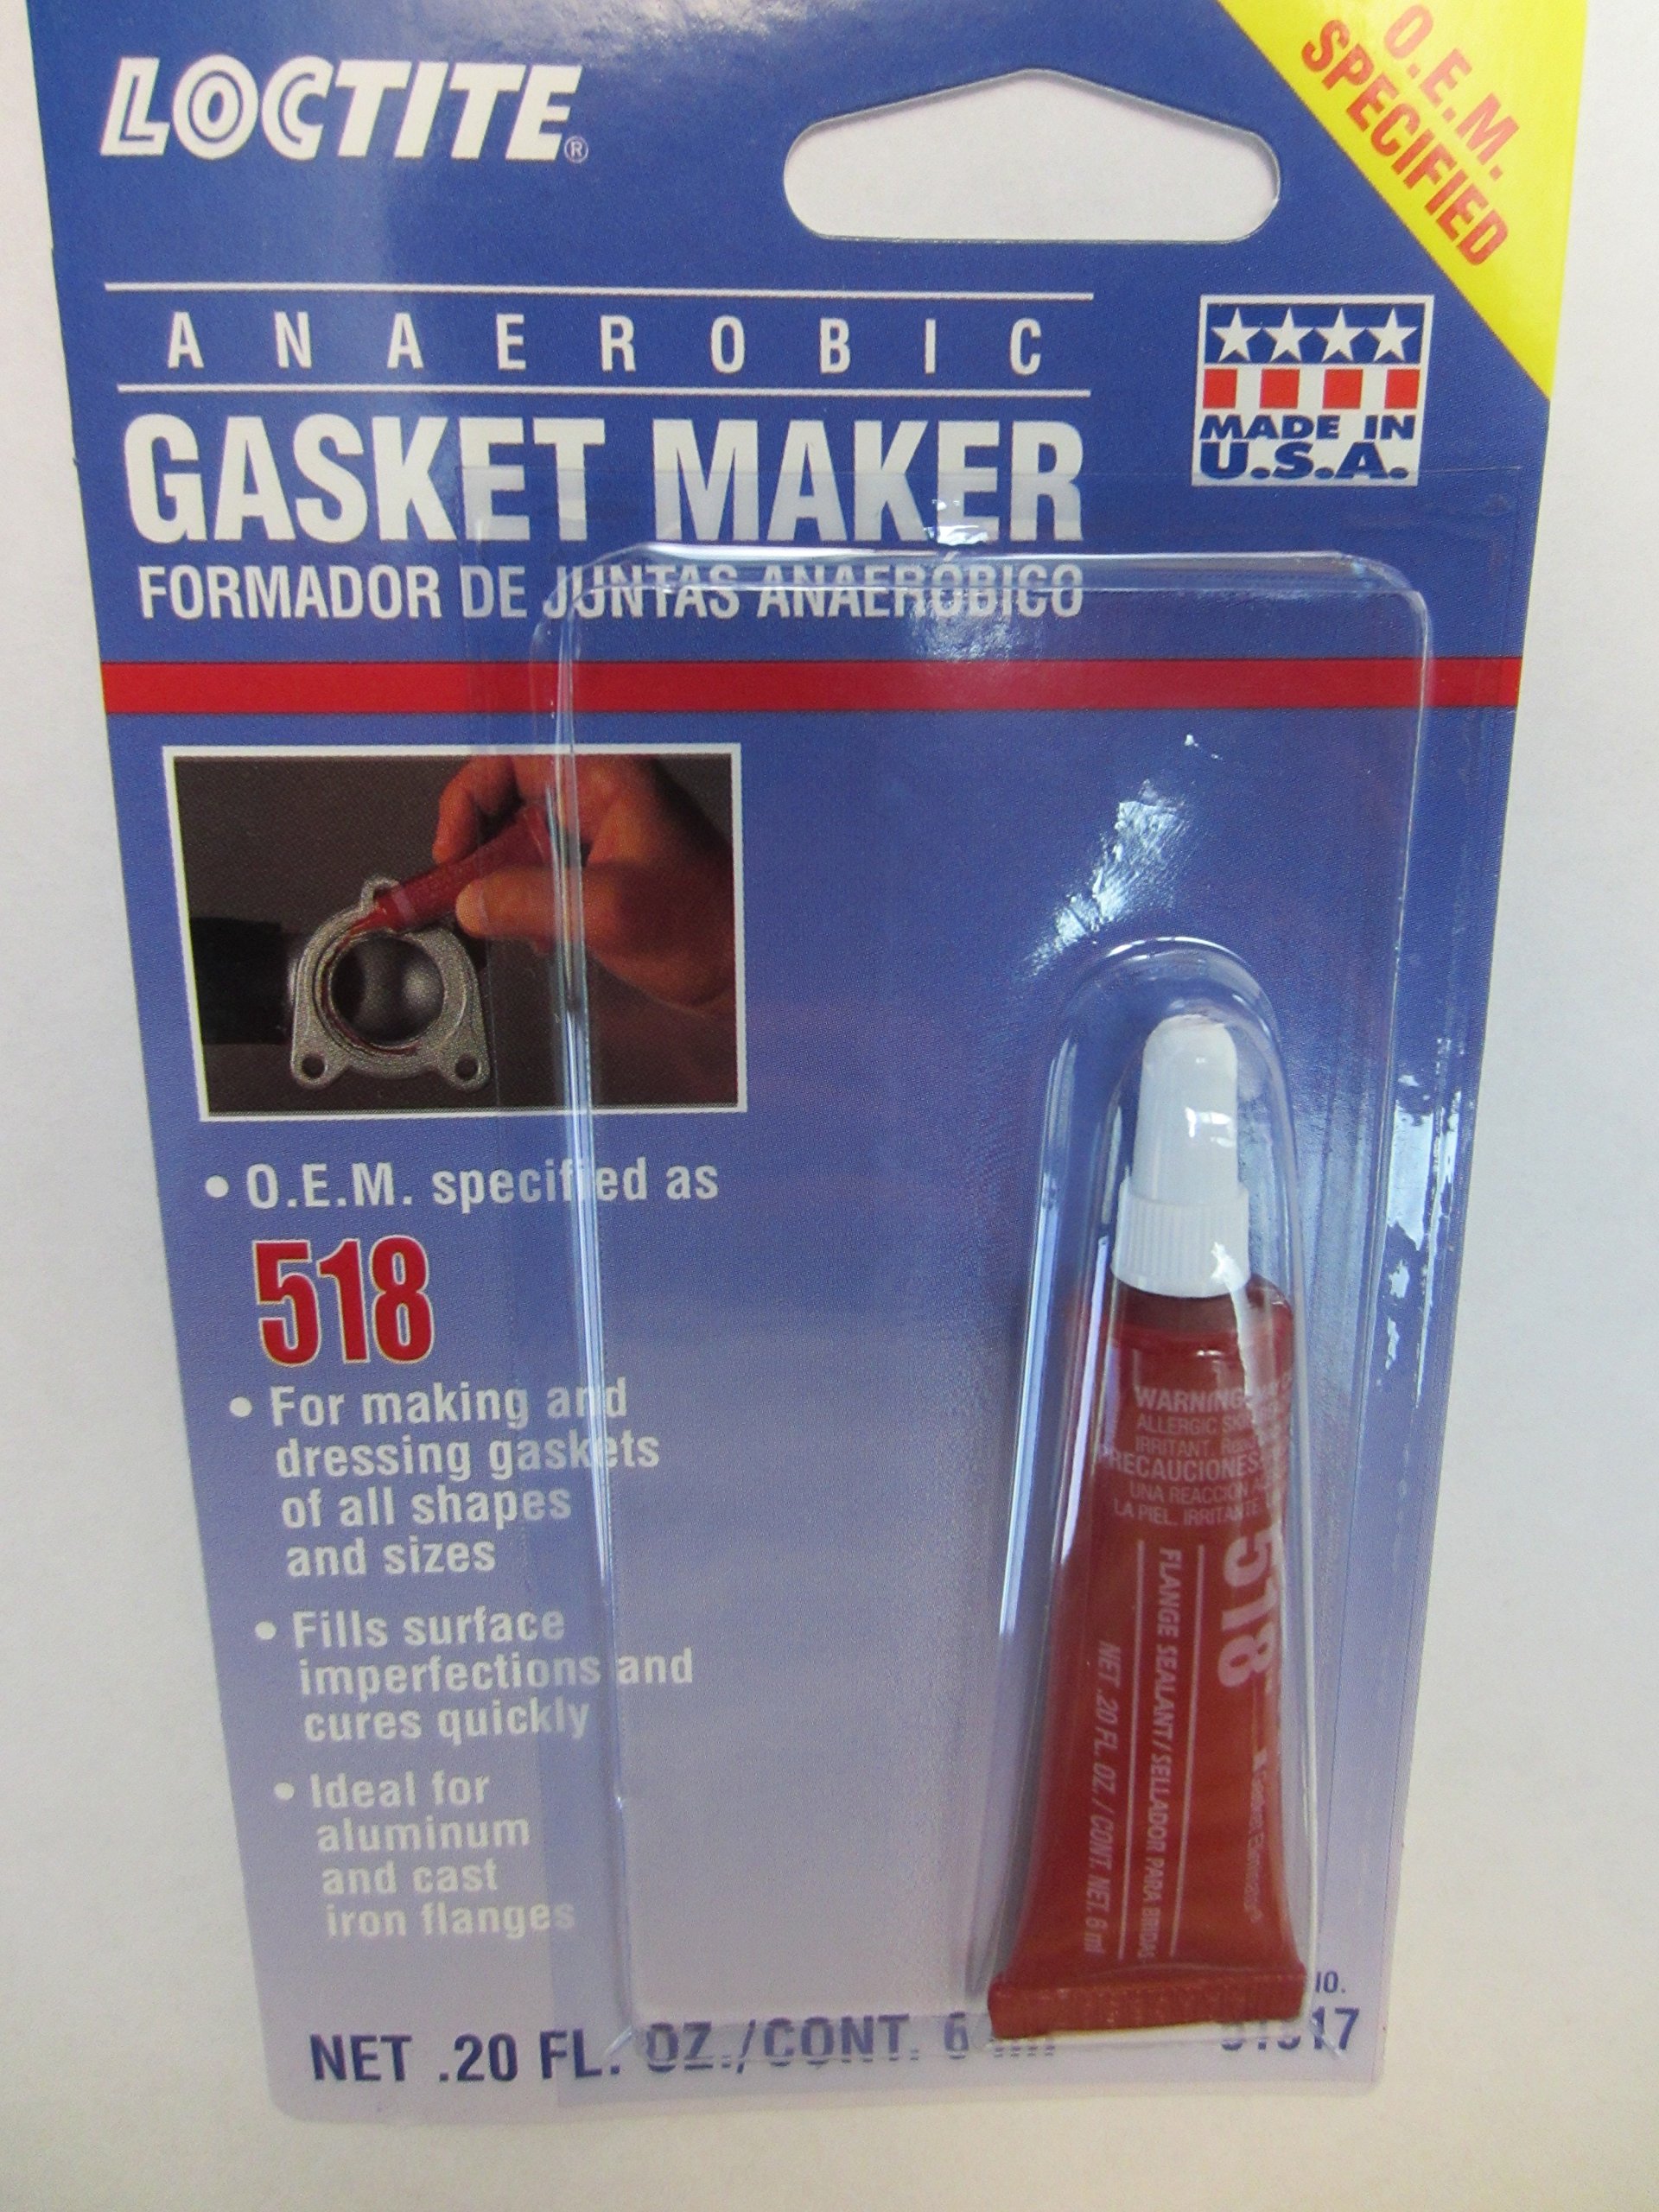 LOCTITE®
O.E.M.
SPECIFIED
ANAEROBIC
GASKET MAKER
FORMADOR DE JUNTAS ANAERÓBICO
MADE IN
U.S.A.
• O.E.M. specified as
518
• For making and
dressing gaskets
of all shapes
and sizes
• Fills surface
imperfections and
cures quickly
• Ideal for
aluminum
and cast
iron flanges
WARNING:
ALLERGIC
IRRITANT.
PRECAUCIONES
UNA REACCION
LA PIEL. IRRITANTE
518
FLANGE SEALANT/SELLADOR PARA BRIDAS
NET .20 FL. OZ./CONT. NET. 6 ml
NET .20 FL. OZ./CONT. 6 ml